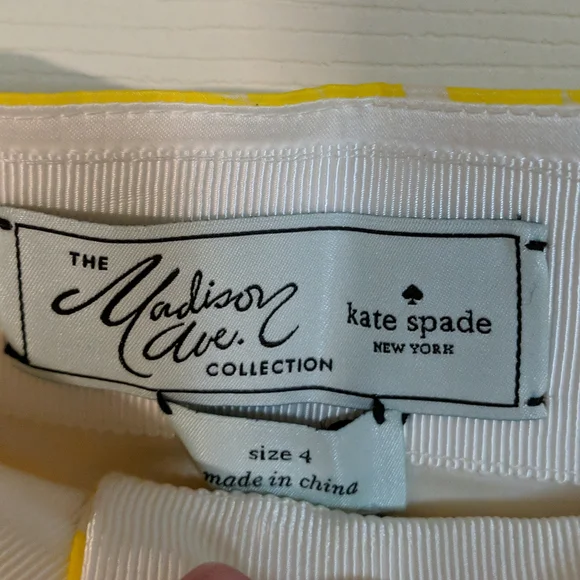 THE
Madison
Ave.
COLLECTION
kate spade
NEW YORK
size 4
made in china